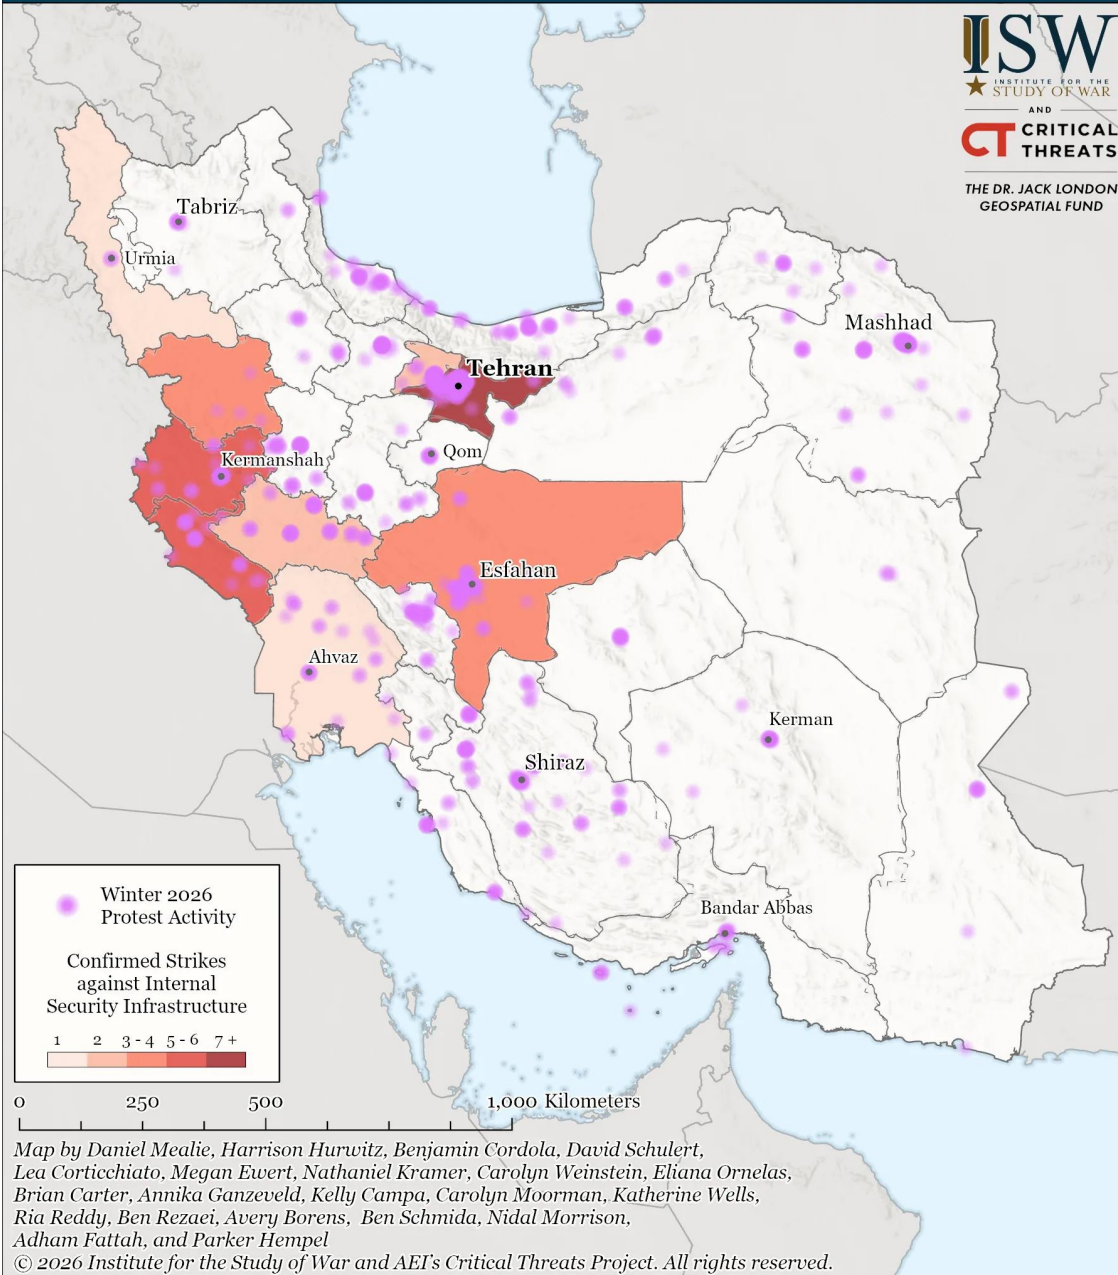 ISW
INSTITUTE FOR THE
STUDY OF WAR
AND
CT CRITICAL
THREATS
THE DR. JACK LONDON
GEOSPATIAL FUND
Tabriz
Urmia
Mashhad
Tehran
Qom
Kermanshah
Esfahan
Ahvaz
Kerman
Shiraz
Bandar Abbas
Winter 2026
Protest Activity
Confirmed Strikes
against Internal
Security Infrastructure
1 2 3 - 4 5 - 6 7 +
0 250 500 1,000 Kilometers
Map by Daniel Mealie, Harrison Hurwitz, Benjamin Cordola, David Schulert,
Lea Corticchiato, Megan Ewert, Nathaniel Kramer, Carolyn Weinstein, Eliana Ornelas,
Brian Carter, Annika Ganzeveld, Kelly Campa, Carolyn Moorman, Katherine Wells,
Ria Reddy, Ben Rezaei, Avery Borens, Ben Schmida, Nidal Morrison,
Adham Fattah, and Parker Hempel
© 2026 Institute for the Study of War and AEI's Critical Threats Project. All rights reserved.